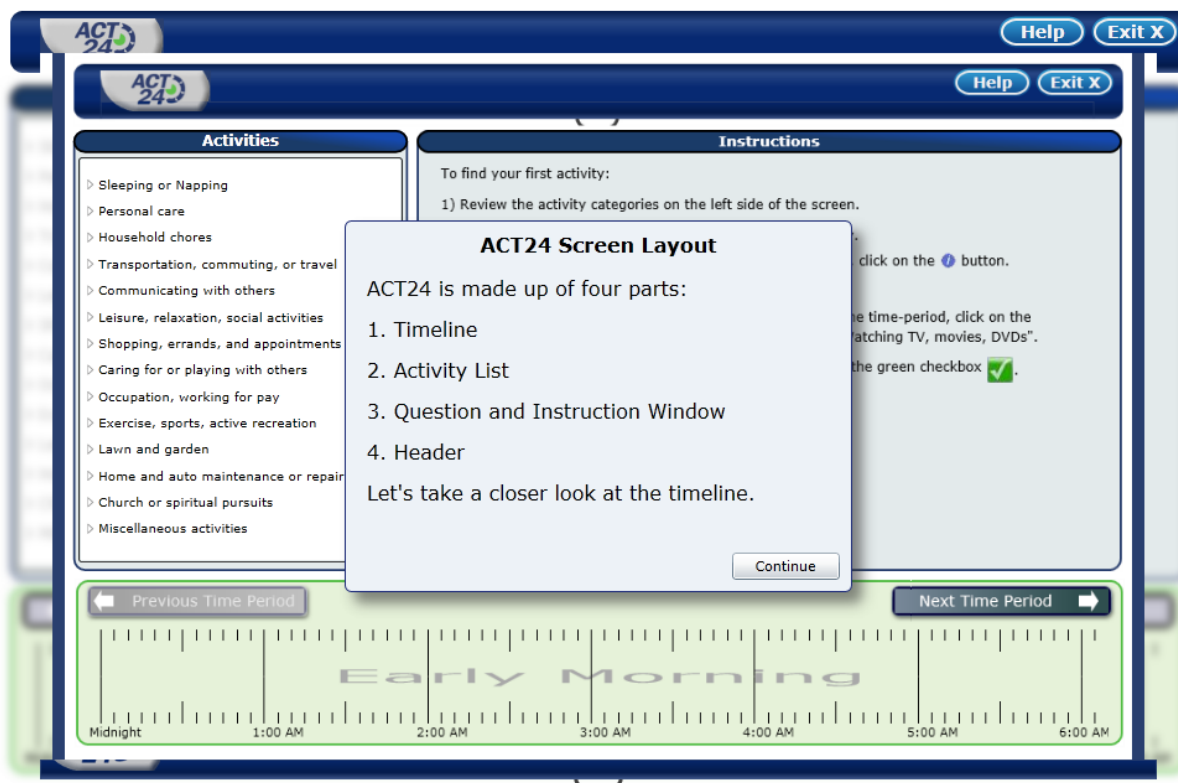 ACT
24
Help
Exit X
ACT
24
Help
Exit X
Activities
Sleeping or Napping
Personal care
Household chores
Transportation, commuting, or travel
Communicating with others
Leisure, relaxation, social activities
Shopping, errands, and appointments
Caring for or playing with others
Occupation, working for pay
Exercise, sports, active recreation
Lawn and garden
Home and auto maintenance or repair
Church or spiritual pursuits
Miscellaneous activities
Instructions
To find your first activity:
1) Review the activity categories on the left side of the screen.
click on the i button.
time-period, click on the
TV, movies, DVDs".
the green checkbox .
ACT24 Screen Layout
ACT24 is made up of four parts:
1. Timeline
2. Activity List
3. Question and Instruction Window
4. Header
Let's take a closer look at the timeline.
Continue
Previous Time Period
Next Time Period
Early Morning
Midnight 1:00 AM 2:00 AM 3:00 AM 4:00 AM 5:00 AM 6:00 AM